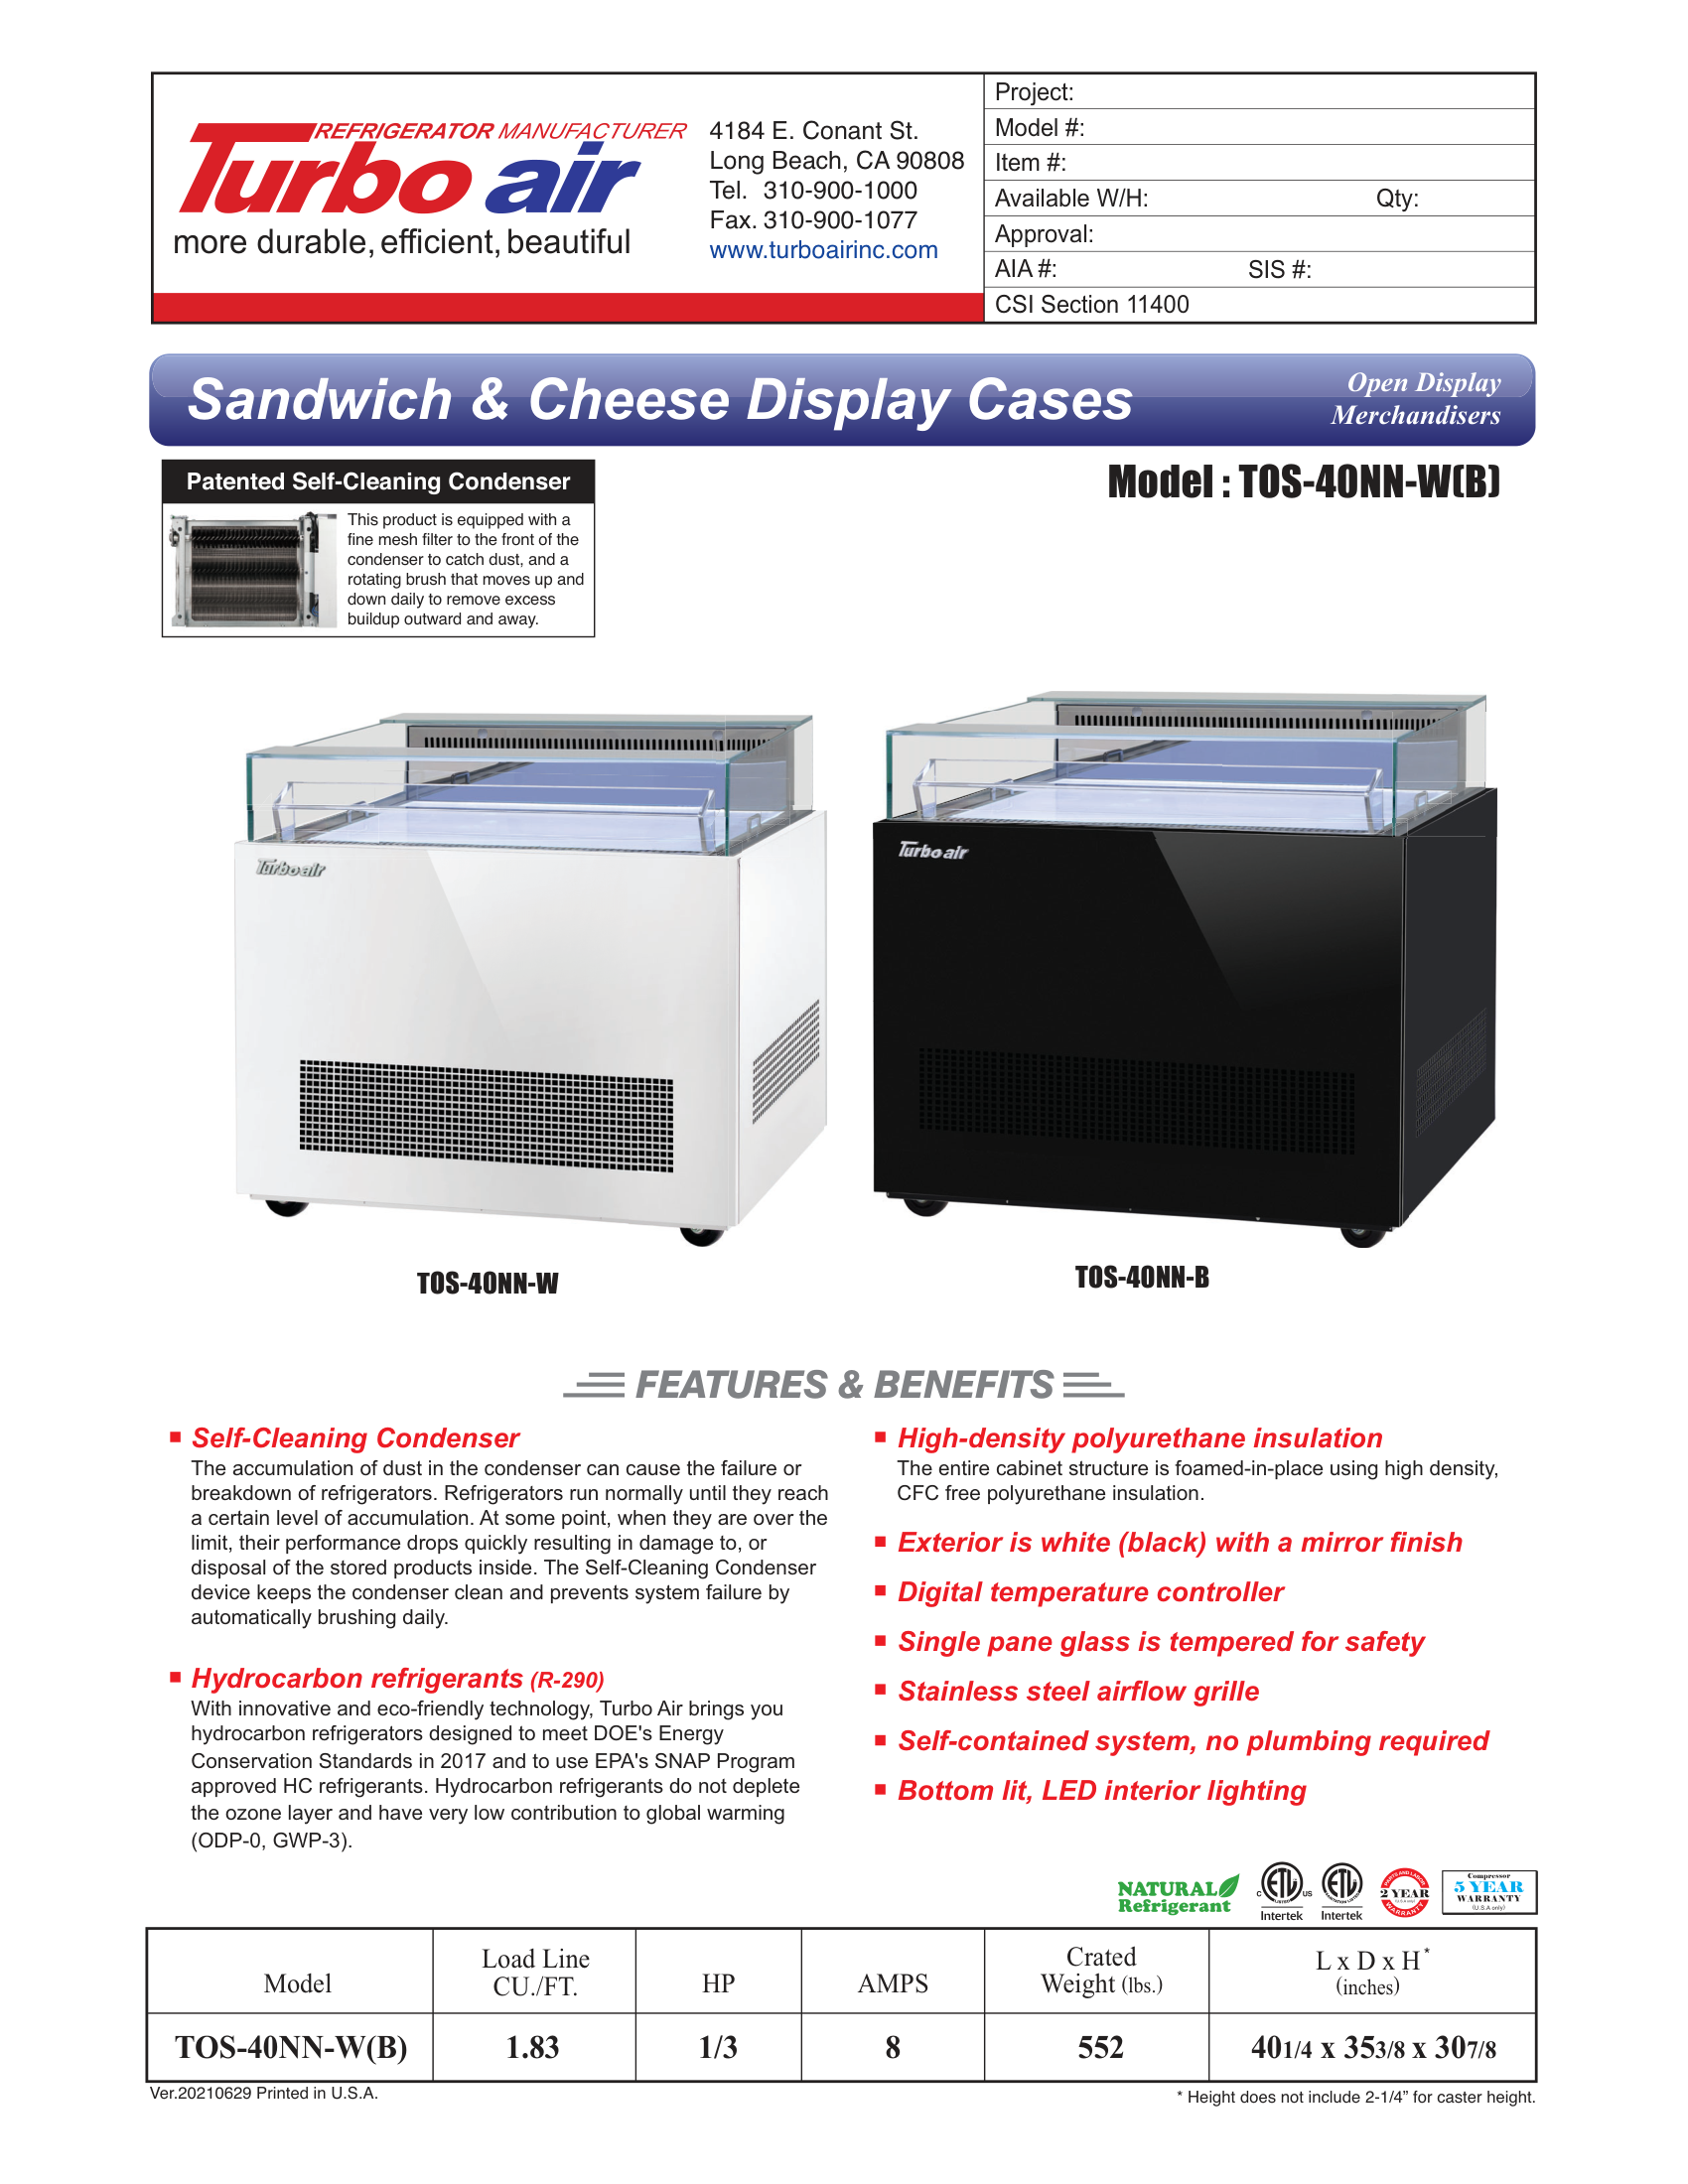 REFRIGERATOR MANUFACTURER
Turbo air
more durable, efficient, beautiful
4184 E. Conant St.
Long Beach, CA 90808
Tel. 310-900-1000
Fax. 310-900-1077
www.turboairinc.com
Project:
Model #:
Item #:
Available W/H: Qty:
Approval:
AIA #: SIS #:
CSI Section 11400
Sandwich & Cheese Display Cases
Open Display
Merchandisers
Patented Self-Cleaning Condenser
This product is equipped with a
fine mesh filter to the front of the
condenser to catch dust, and a
rotating brush that moves up and
down daily to remove excess
buildup outward and away.
Model : TOS-40NN-W(B)
Turbo air
Turbo air
TOS-40NN-W
TOS-40NN-B
FEATURES & BENEFITS
Self-Cleaning Condenser
The accumulation of dust in the condenser can cause the failure or
breakdown of refrigerators. Refrigerators run normally until they reach
a certain level of accumulation. At some point, when they are over the
limit, their performance drops quickly resulting in damage to, or
disposal of the stored products inside. The Self-Cleaning Condenser
device keeps the condenser clean and prevents system failure by
automatically brushing daily.
Hydrocarbon refrigerants (R-290)
With innovative and eco-friendly technology, Turbo Air brings you
hydrocarbon refrigerators designed to meet DOE's Energy
Conservation Standards in 2017 and to use EPA's SNAP Program
approved HC refrigerants. Hydrocarbon refrigerants do not deplete
the ozone layer and have very low contribution to global warming
(ODP-0, GWP-3).
High-density polyurethane insulation
The entire cabinet structure is foamed-in-place using high density,
CFC free polyurethane insulation.
Exterior is white (black) with a mirror finish
Digital temperature controller
Single pane glass is tempered for safety
Stainless steel airflow grille
Self-contained system, no plumbing required
Bottom lit, LED interior lighting
NATURAL
Refrigerant
C ETL LISTED US
Intertek
ETL
Intertek
PARTS AND LABOR
2 YEAR
(U.S.A only)
WARRANTY
Compressor
5 YEAR
WARRANTY
(U.S.A only)
Model
Load Line
CU./FT.
HP
AMPS
Crated
Weight (lbs.)
L x D x H*
(inches)
TOS-40NN-W(B) 1.83 1/3 8 552 401/4 x 353/8 x 307/8
Ver.20210629 Printed in U.S.A.
* Height does not include 2-1/4” for caster height.